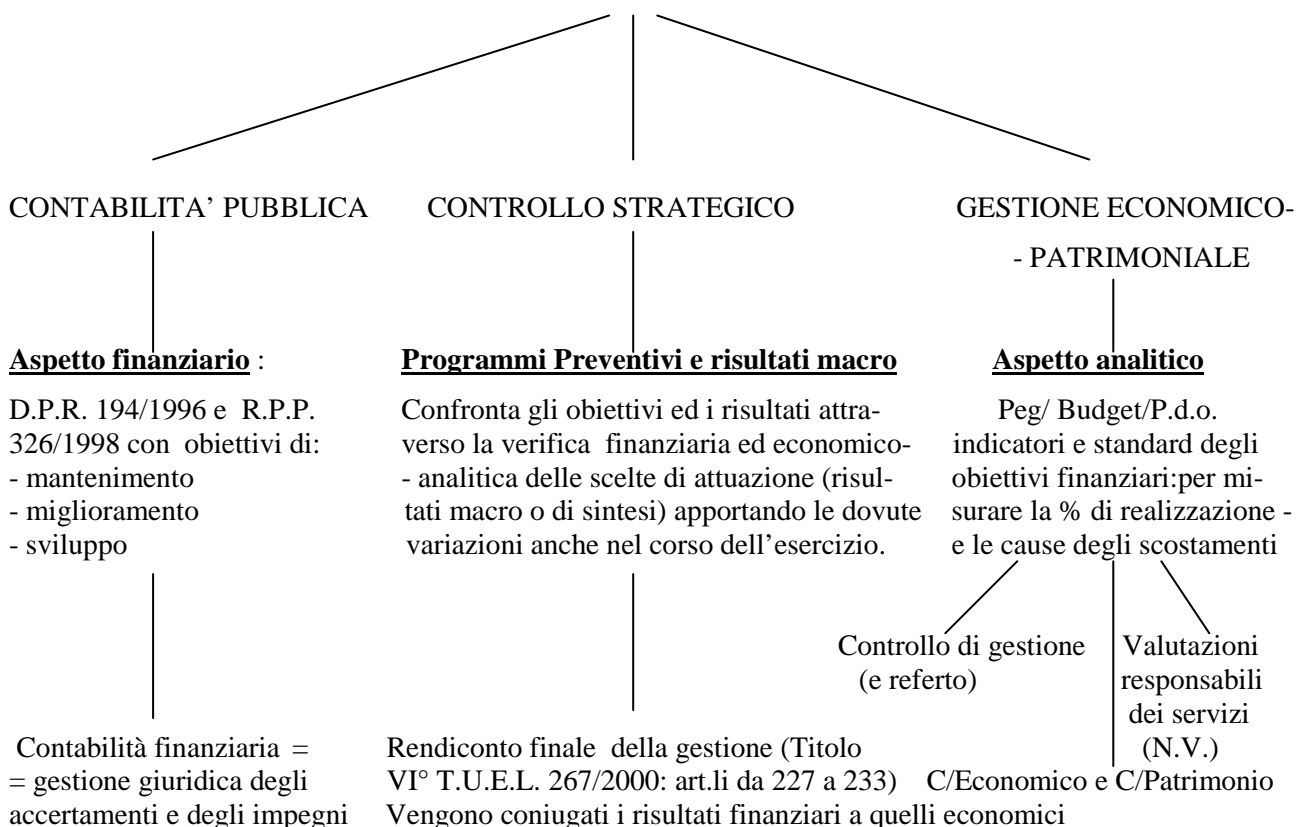 CONTABILITA’ PUBBLICA
CONTROLLO STRATEGICO
GESTIONE ECONOMICO-
- PATRIMONIALE
Aspetto finanziario :
D.P.R. 194/1996 e R.P.P.
326/1998 con obiettivi di:
- mantenimento
- miglioramento
- sviluppo
Programmi Preventivi e risultati macro
Confronta gli obiettivi ed i risultati attra-
verso la verifica finanziaria ed economico-
- analitica delle scelte di attuazione (risul-
tati macro o di sintesi) apportando le dovute
variazioni anche nel corso dell’esercizio.
Aspetto analitico
Peg/ Budget/P.d.o.
indicatori e standard degli
obiettivi finanziari:per mi-
surare la % di realizzazione -
e le cause degli scostamenti
Controllo di gestione
(e referto)
Valutazioni
responsabili
dei servizi
(N.V.)
Contabilità finanziaria =
= gestione giuridica degli
accertamenti e degli impegni
Rendiconto finale della gestione (Titolo
VI° T.U.E.L. 267/2000: art.li da 227 a 233)
Vengono coniugati i risultati finanziari a quelli economici
C/Economico e C/Patrimonio